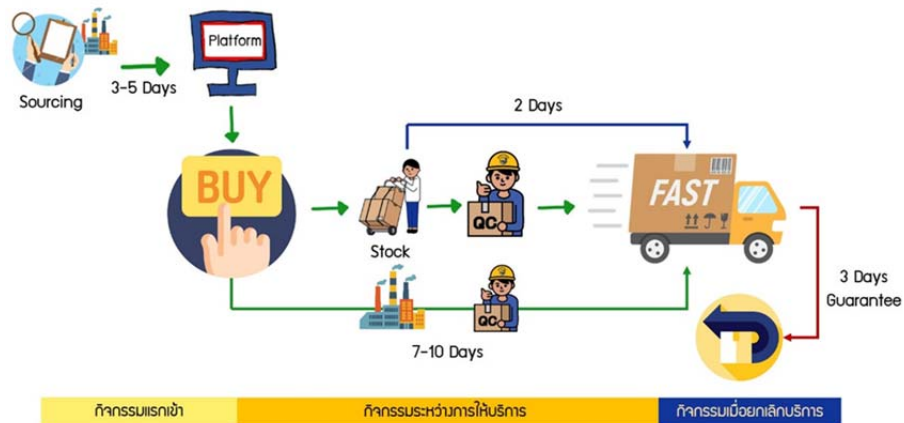 Platform
Sourcing
3-5 Days
2 Days
BUY
FAST
QC
Stock
3 Days
Guarantee
QC
7-10 Days
กิจกรรมแรกเข้า
กิจกรรมระหว่างการให้บริการ
กิจกรรมเมื่อยกเลิกบริการ